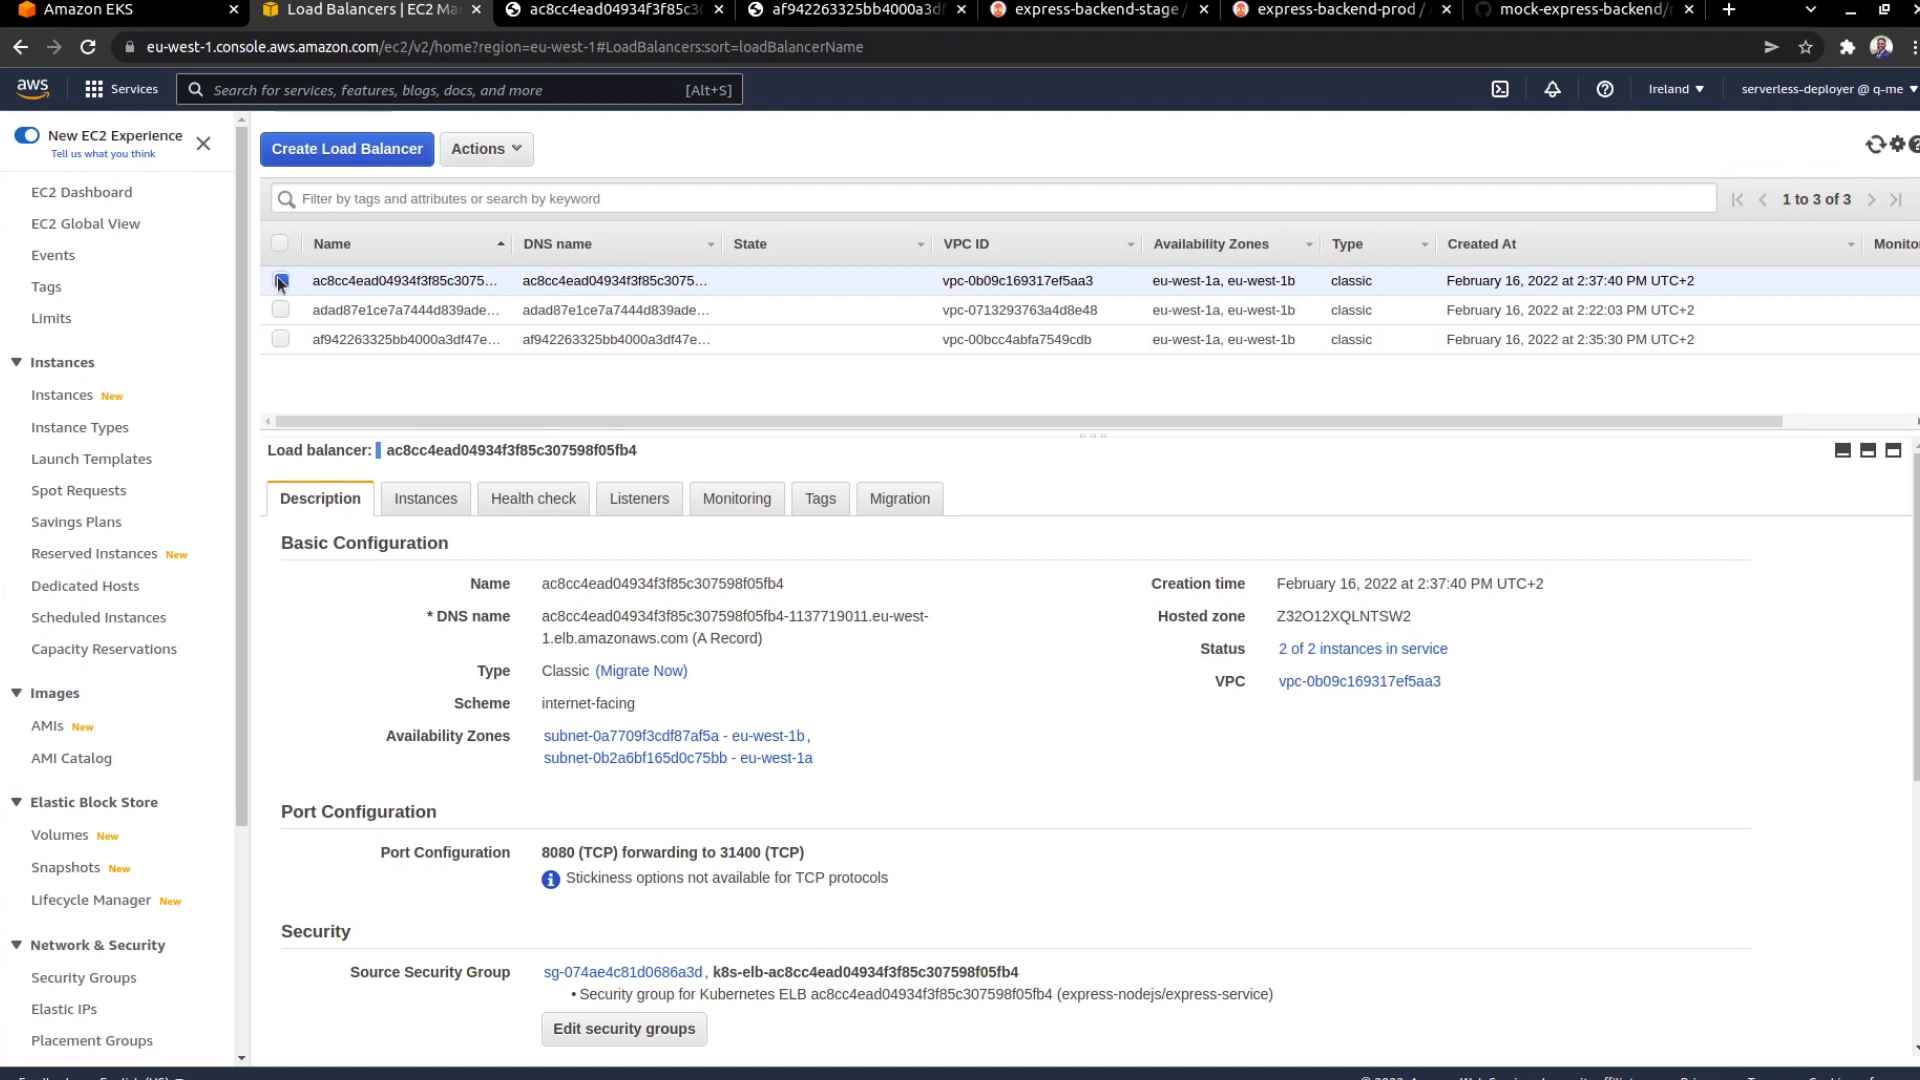 Amazon EKS
Load Balancers | EC2 Ma
ac8cc4ead04934f3f85c30
af942263325bb4000a3df
express-backend-stage /
express-backend-prod /
mock-express-backend/
eu-west-1.console.aws.amazon.com/ec2/v2/home?region=eu-west-1#LoadBalancers:sort=loadBalancerName
aws
Services
Search for services, features, blogs, docs, and more
[Alt+S]
Ireland
serverless-deployer @ q-me
New EC2 Experience
Tell us what you think
EC2 Dashboard
EC2 Global View
Events
Tags
Limits
Instances
Instances New
Instance Types
Launch Templates
Spot Requests
Savings Plans
Reserved Instances New
Dedicated Hosts
Scheduled Instances
Capacity Reservations
Images
AMIs New
AMI Catalog
Elastic Block Store
Volumes New
Snapshots New
Lifecycle Manager New
Network & Security
Security Groups
Elastic IPs
Placement Groups
Create Load Balancer
Actions
Filter by tags and attributes or search by keyword
1 to 3 of 3
Name DNS name State VPC ID Availability Zones Type Created At Monito
ac8cc4ead04934f3f85c3075... ac8cc4ead04934f3f85c3075... vpc-0b09c169317ef5aa3 eu-west-1a, eu-west-1b classic February 16, 2022 at 2:37:40 PM UTC+2
adad87e1ce7a7444d839ade... adad87e1ce7a7444d839ade... vpc-0713293763a4d8e48 eu-west-1a, eu-west-1b classic February 16, 2022 at 2:22:03 PM UTC+2
af942263325bb4000a3df47e... af942263325bb4000a3df47e... vpc-00bcc4abfa7549cdb eu-west-1a, eu-west-1b classic February 16, 2022 at 2:35:30 PM UTC+2
Load balancer: ac8cc4ead04934f3f85c307598f05fb4
Description
Instances
Health check
Listeners
Monitoring
Tags
Migration
Basic Configuration
Name ac8cc4ead04934f3f85c307598f05fb4
* DNS name ac8cc4ead04934f3f85c307598f05fb4-1137719011.eu-west-
1.elb.amazonaws.com (A Record)
Type Classic (Migrate Now)
Scheme internet-facing
Availability Zones subnet-0a7709f3cdf87af5a - eu-west-1b,
subnet-0b2a6bf165d0c75bb - eu-west-1a
Creation time February 16, 2022 at 2:37:40 PM UTC+2
Hosted zone Z32O12XQLNTSW2
Status 2 of 2 instances in service
VPC vpc-0b09c169317ef5aa3
Port Configuration
Port Configuration 8080 (TCP) forwarding to 31400 (TCP)
Stickiness options not available for TCP protocols
Security
Source Security Group sg-074ae4c81d0686a3d, k8s-elb-ac8cc4ead04934f3f85c307598f05fb4
• Security group for Kubernetes ELB ac8cc4ead04934f3f85c307598f05fb4 (express-nodejs/express-service)
Edit security groups